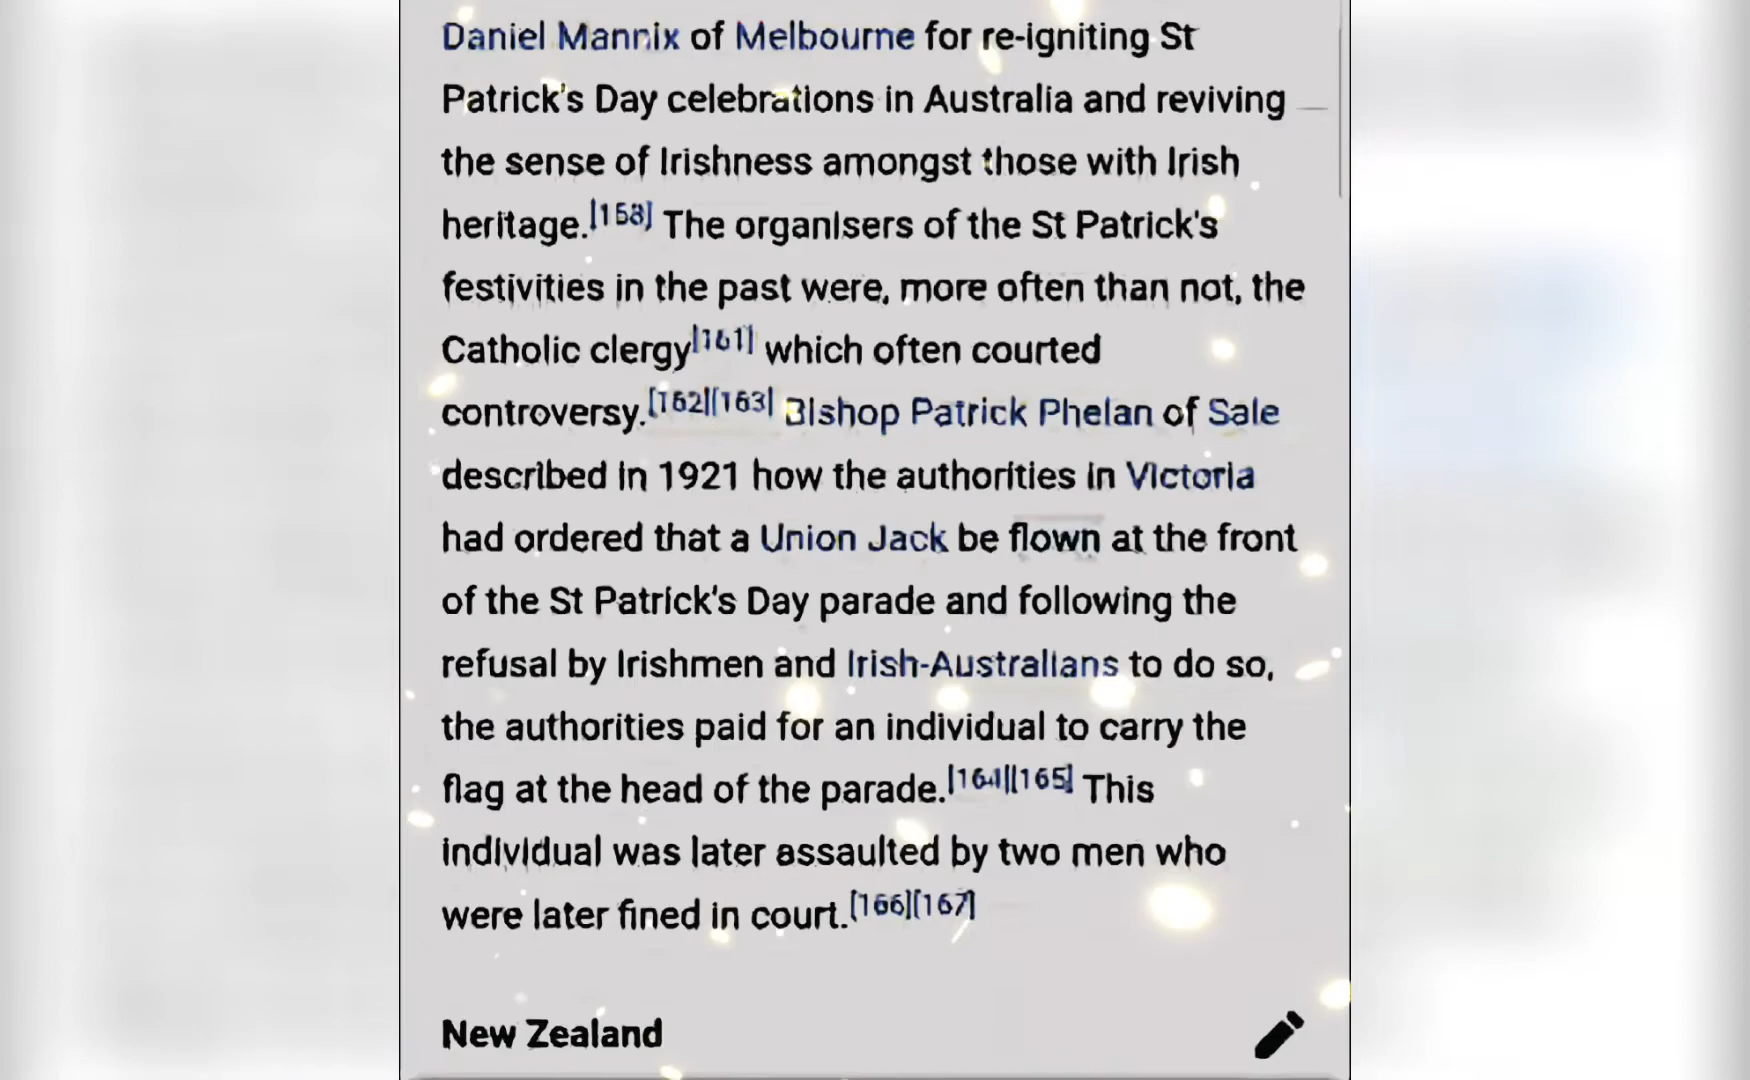 Daniel Mannix of Melbourne for re-igniting St
Patrick's Day celebrations in Australia and reviving
the sense of Irishness amongst those with Irish
heritage.[158] The organisers of the St Patrick's
festivities in the past were, more often than not, the
Catholic clergy[161] which often courted
controversy.[162][163] Bishop Patrick Phelan of Sale
described in 1921 how the authorities in Victoria
had ordered that a Union Jack be flown at the front
of the St Patrick's Day parade and following the
refusal by Irishmen and Irish-Australians to do so,
the authorities paid for an individual to carry the
flag at the head of the parade.[164][165] This
individual was later assaulted by two men who
were later fined in court.[166][167]
New Zealand